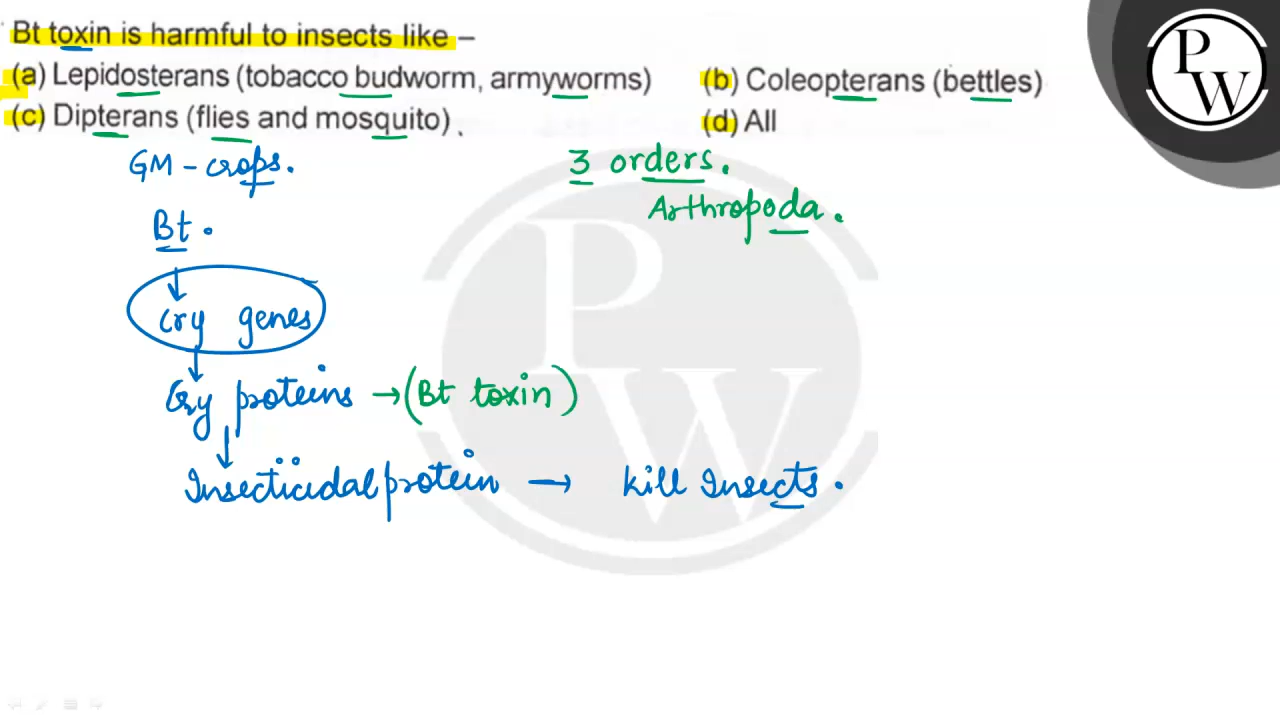 Bt toxin is harmful to insects like –
(a) Lepidosterans (tobacco budworm, armyworms) (b) Coleopterans (bettles)
(c) Dipterans (flies and mosquito). (d) All
GM - crops. 3 orders.
Arthropoda.
Bt.
Cry genes
Cry proteins → (Bt toxin)
Insecticidal protein → kill Insects.
P
W
P
W